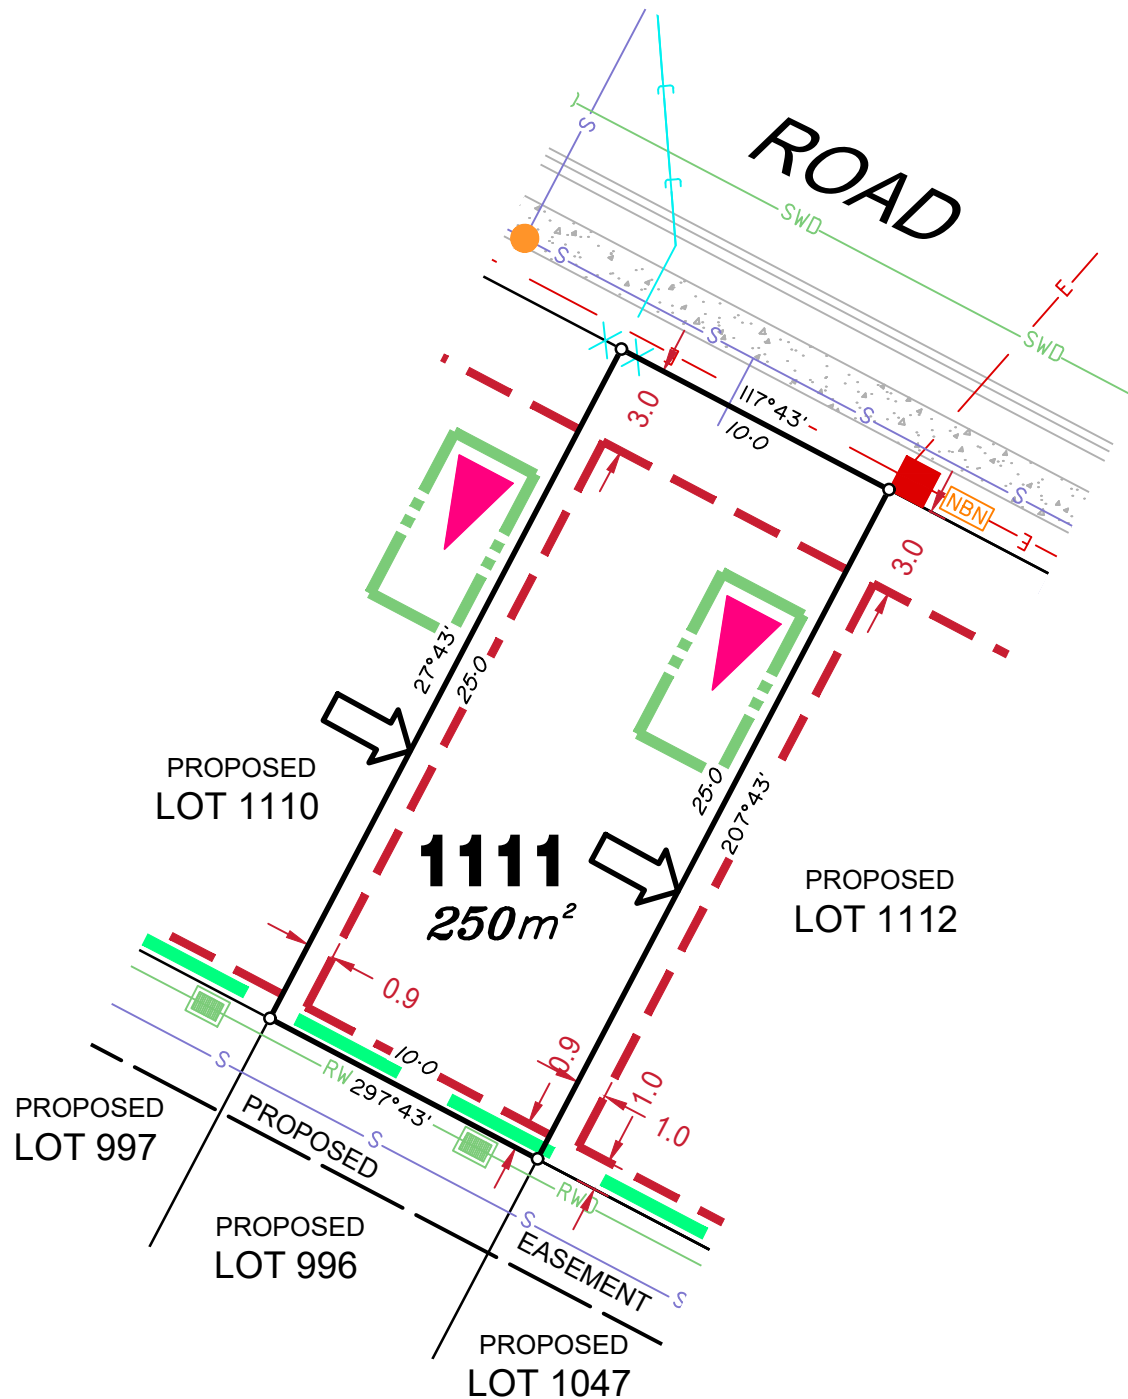 S
E
E
ROAD
SWD
E
S
S
SWD
3.0
117°43'
10·0
S
S
NBN
E
E
3.0
27°43'
25·0
PROPOSED
LOT 1110
25·0
207°43'
1111
250m²
PROPOSED
LOT 1112
0.9
0.9
10·0
1.0
1.0
S
RW
297°43'
PROPOSED
LOT 997
PROPOSED
S
RWD
S
EASEMENT
S
PROPOSED
LOT 996
PROPOSED
LOT 1047